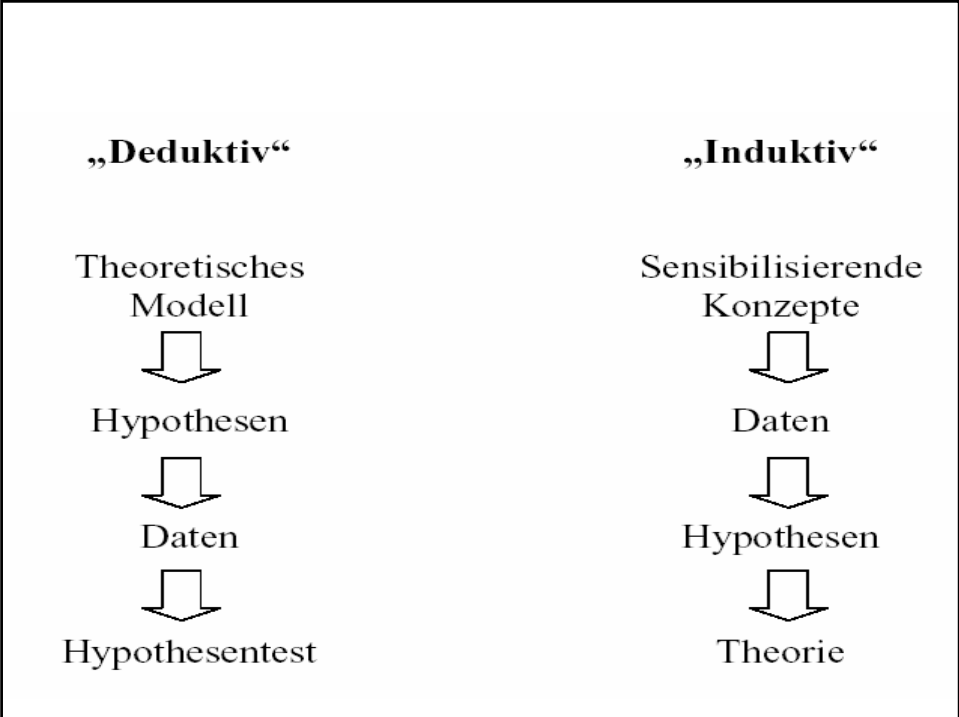 „Deduktiv“
Theoretisches
Modell
Hypothesen
Daten
Hypothesentest
„Induktiv“
Sensibilisierende
Konzepte
Daten
Hypothesen
Theorie